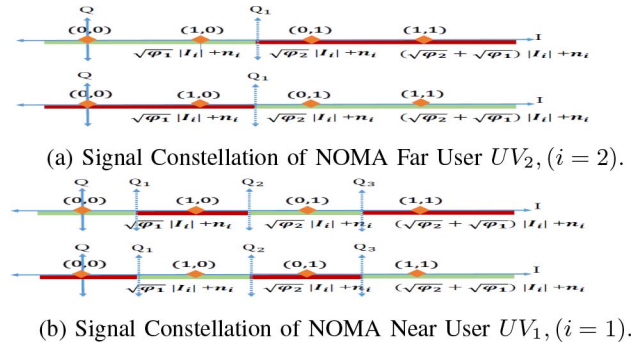 Q Q₁
(0,0) (1,0) (0,1) (1,1) I
√φ₁ |Iᵢ| +nᵢ √φ₂ |Iᵢ| +nᵢ (√φ₂ + √φ₁) |Iᵢ| +nᵢ
Q Q₁
(0,0) (1,0) (0,1) (1,1) I
√φ₁ |Iᵢ| +nᵢ √φ₂ |Iᵢ| +nᵢ (√φ₂ + √φ₁) |Iᵢ| +nᵢ
(a) Signal Constellation of NOMA Far User UV₂, (i = 2).
Q Q₁ Q₂ Q₃
(0,0) (1,0) (0,1) (1,1) I
√φ₁ |Iᵢ| +nᵢ √φ₂ |Iᵢ| +nᵢ (√φ₂ + √φ₁) |Iᵢ| +nᵢ
Q Q₁ Q₂ Q₃
(0,0) (1,0) (0,1) (1,1) I
√φ₁ |Iᵢ| +nᵢ √φ₂ |Iᵢ| +nᵢ (√φ₂ + √φ₁) |Iᵢ| +nᵢ
(b) Signal Constellation of NOMA Near User UV₁, (i = 1).